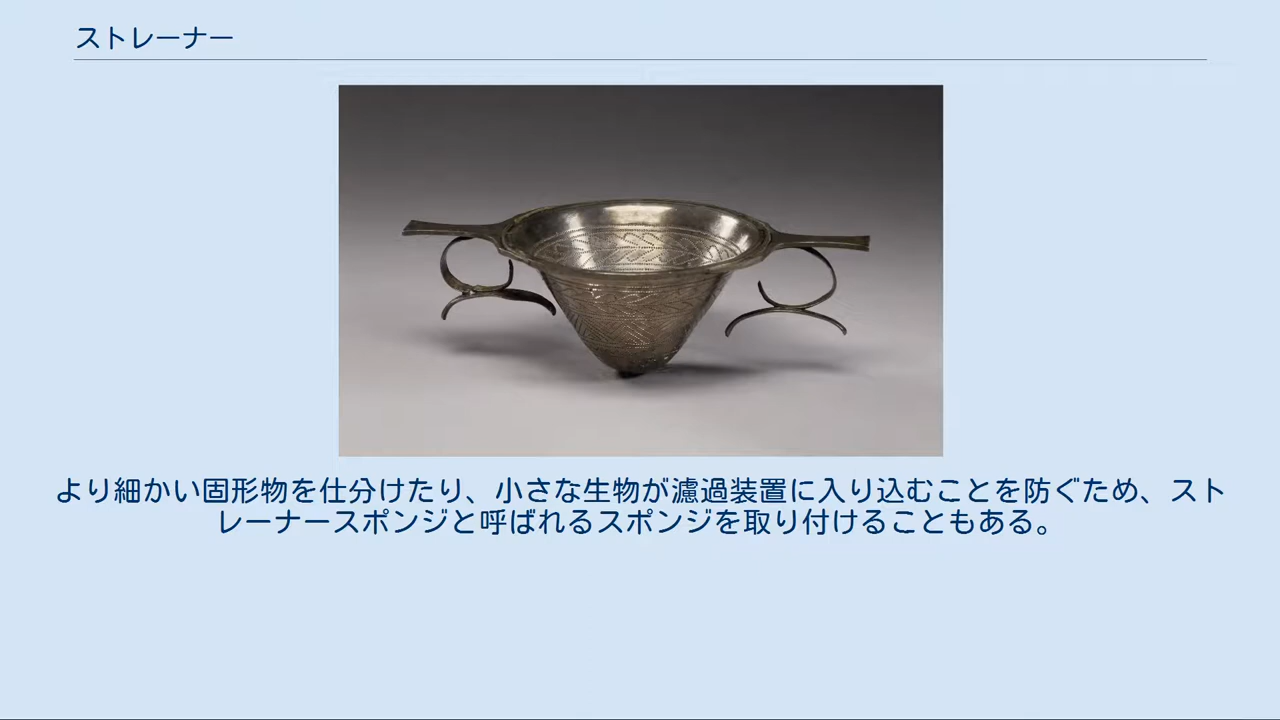 ストレーナー
より細かい固形物を仕分けたり、小さな生物が濾過装置に入り込むことを防ぐため、スト
レーナースポンジと呼ばれるスポンジを取り付けることもある。